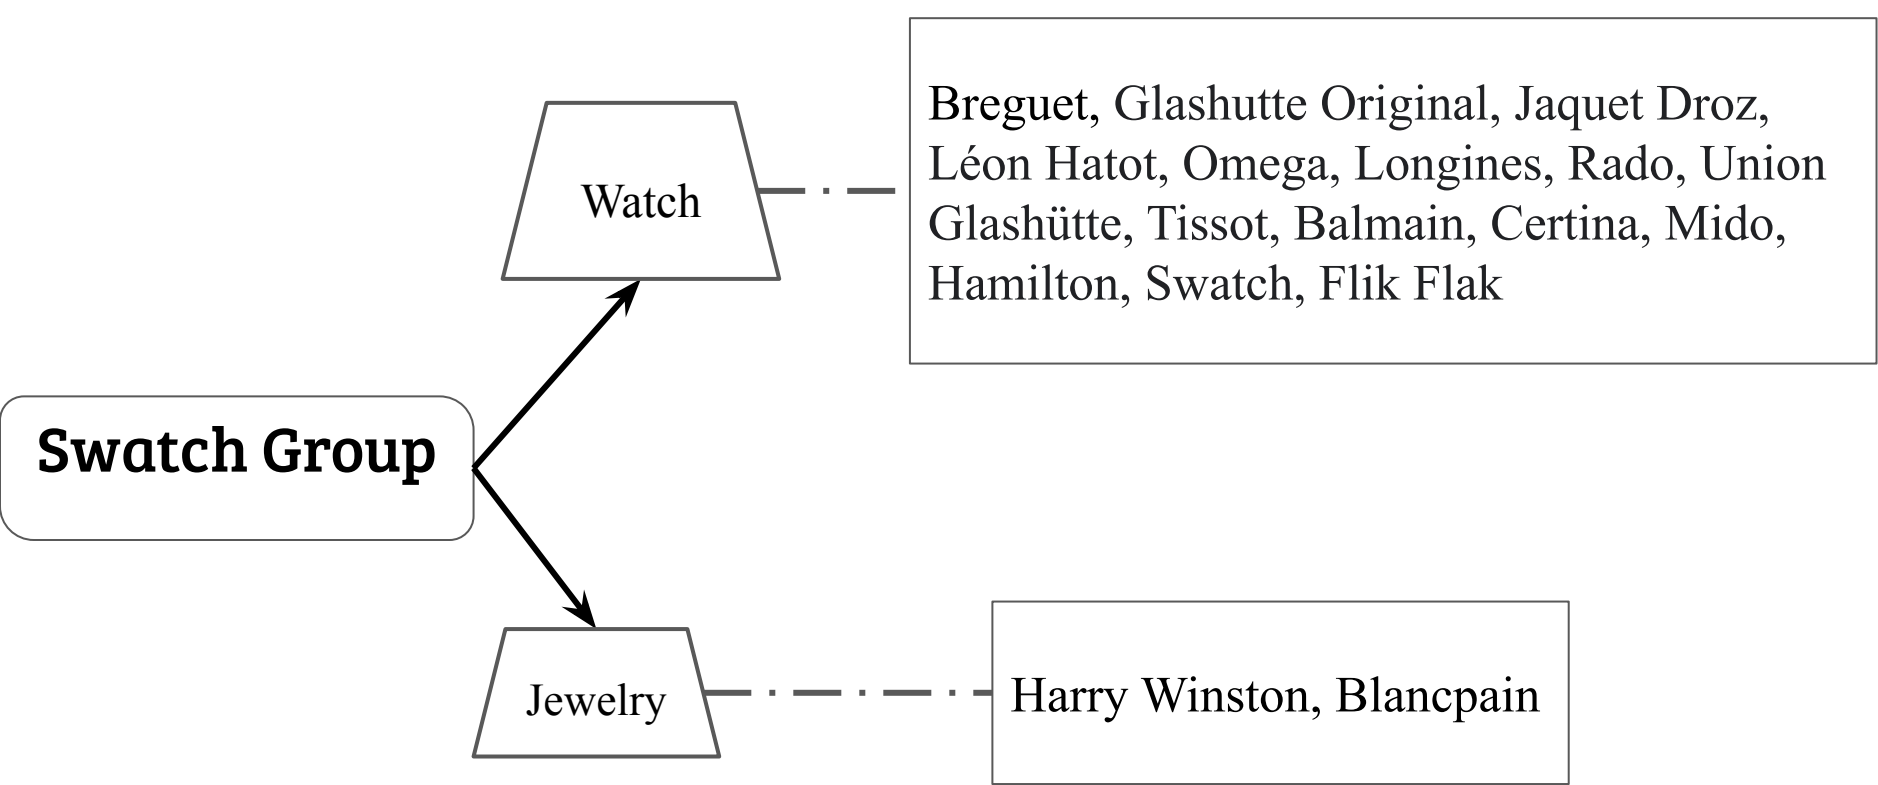 Breguet, Glashutte Original, Jaquet Droz,
Léon Hatot, Omega, Longines, Rado, Union
Glashütte, Tissot, Balmain, Certina, Mido,
Hamilton, Swatch, Flik Flak
Watch
Swatch Group
Jewelry
Harry Winston, Blancpain